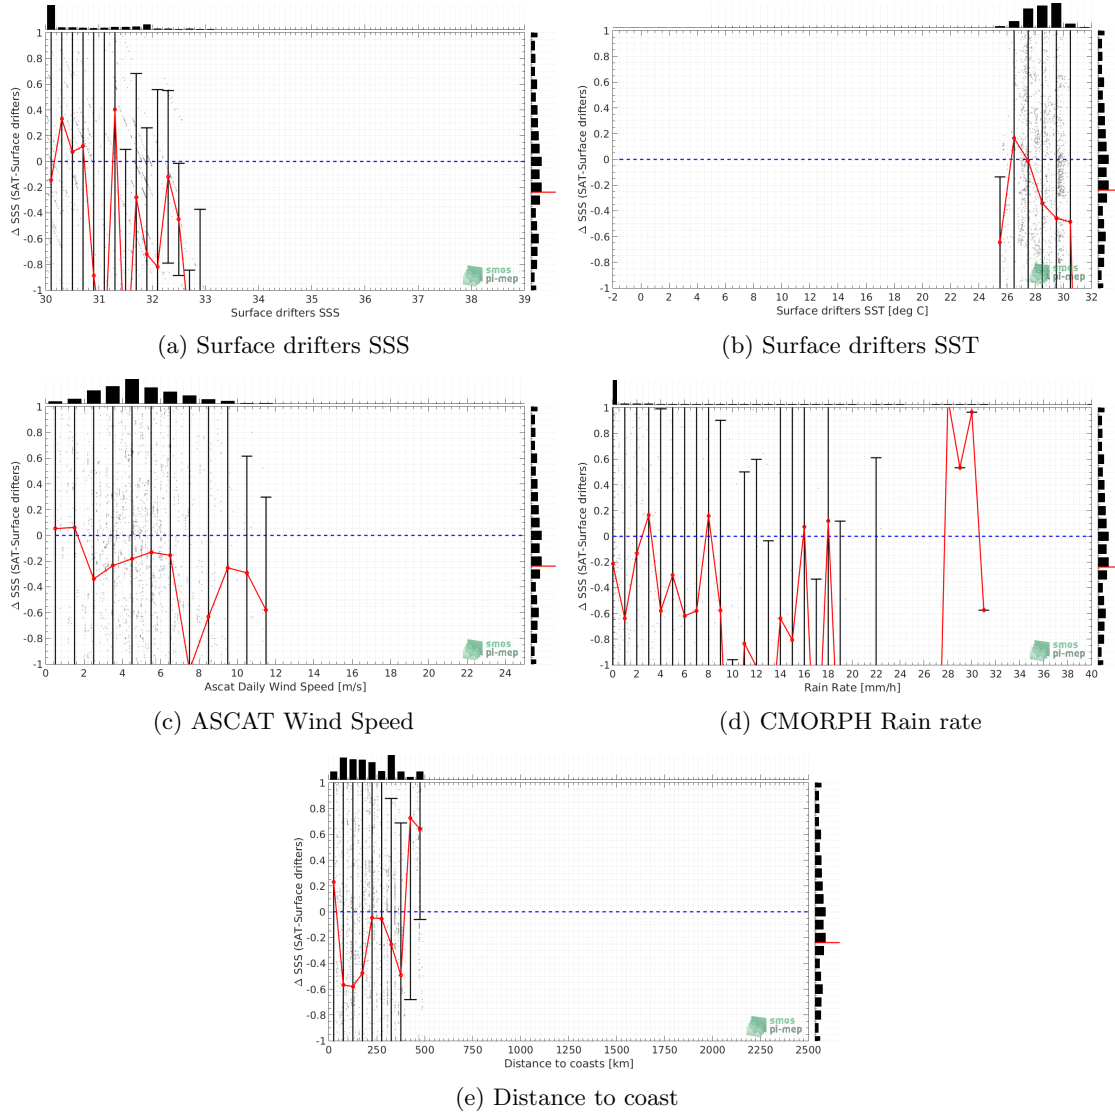 Δ SSS (SAT-Surface drifters)
1
0.8
0.6
0.4
0.2
0
-0.2
-0.4
-0.6
-0.8
-1
30 31 32 33 34 35 36 37 38 39
Surface drifters SSS
smos
pi-mep
(a) Surface drifters SSS
Δ SSS (SAT-Surface drifters)
1
0.8
0.6
0.4
0.2
0
-0.2
-0.4
-0.6
-0.8
-1
-2 0 2 4 6 8 10 12 14 16 18 20 22 24 26 28 30 32
Surface drifters SST [deg C]
smos
pi-mep
(b) Surface drifters SST
Δ SSS (SAT-Surface drifters)
1
0.8
0.6
0.4
0.2
0
-0.2
-0.4
-0.6
-0.8
-1
0 2 4 6 8 10 12 14 16 18 20 22 24
Ascat Daily Wind Speed [m/s]
smos
pi-mep
(c) ASCAT Wind Speed
Δ SSS (SAT-Surface drifters)
1
0.8
0.6
0.4
0.2
0
-0.2
-0.4
-0.6
-0.8
-1
0 2 4 6 8 10 12 14 16 18 20 22 24 26 28 30 32 34 36 38 40
Rain Rate [mm/h]
smos
pi-mep
(d) CMORPH Rain rate
Δ SSS (SAT-Surface drifters)
1
0.8
0.6
0.4
0.2
0
-0.2
-0.4
-0.6
-0.8
-1
0 250 500 750 1000 1250 1500 1750 2000 2250 2500
Distance to coasts [km]
smos
pi-mep
(e) Distance to coast